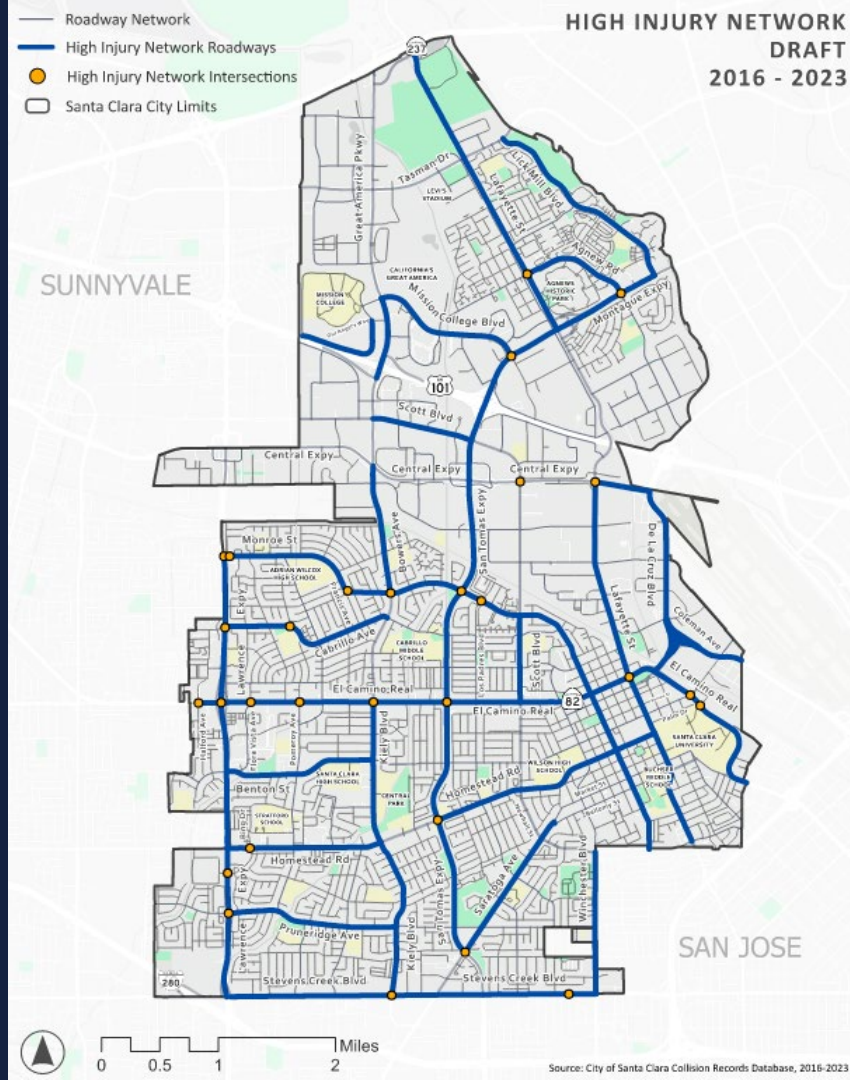 Roadway Network
High Injury Network Roadways
High Injury Network Intersections
Santa Clara City Limits
HIGH INJURY NETWORK
DRAFT
2016 - 2023
237
Great America Pkwy
Tasman Dr
LEVI'S
STADIUM
Lick Mill Blvd
Lafayette St
Agnew Rd
SUNNYVALE
CALIFORNIA'S
GREAT AMERICA
MISSION
COLLEGE
AGNEWS
HISTORIC
PARK
Montague Expy
Mission College Blvd
101
Scott Blvd
Central Expy
Central Expy
Central Expy
San Tomas Expy
Bowers Ave
Monroe St
ADRIAN WILCOX
HIGH SCHOOL
De La Cruz Blvd
Lafayette St
Coleman Ave
Lawrence
Expy
Cabrillo Ave
CABRILLO
MIDDLE
SCHOOL
Los Padres
Scott Blvd
El Camino Real
El Camino Real
82
El Camino Real
Halford Ave
Pomeroy Ave
Kiely Blvd
SANTA CLARA
UNIVERSITY
SANTA CLARA
HIGH SCHOOL
WILSON HIGH
SCHOOL
BUCHSER
MIDDLE
SCHOOL
Benton St
CENTRAL
PARK
Homestead Rd
Market St
Bellomy St
STRATFORD
SCHOOL
Homestead Rd
Expy
San Tomas Expy
Saratoga Ave
Winchester Blvd
Pruneridge Ave
Lawrence
Kiely Blvd
SAN JOSE
280
Stevens Creek Blvd
Stevens Creek Blvd
Miles
0 0.5 1 2
Source: City of Santa Clara Collision Records Database, 2016-2023